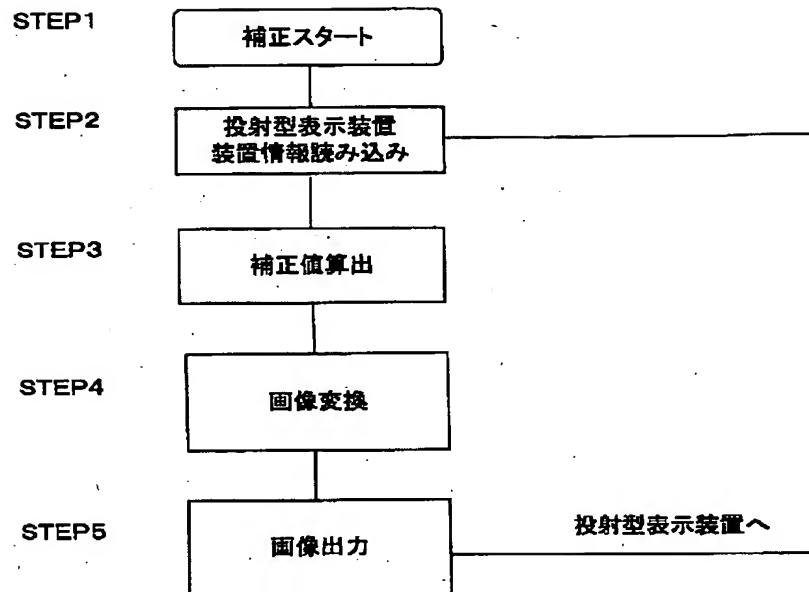 STEP1
補正スタート
STEP2
投射型表示装置
装置情報読み込み
STEP3
補正値算出
STEP4
画像変換
STEP5
画像出力
投射型表示装置へ